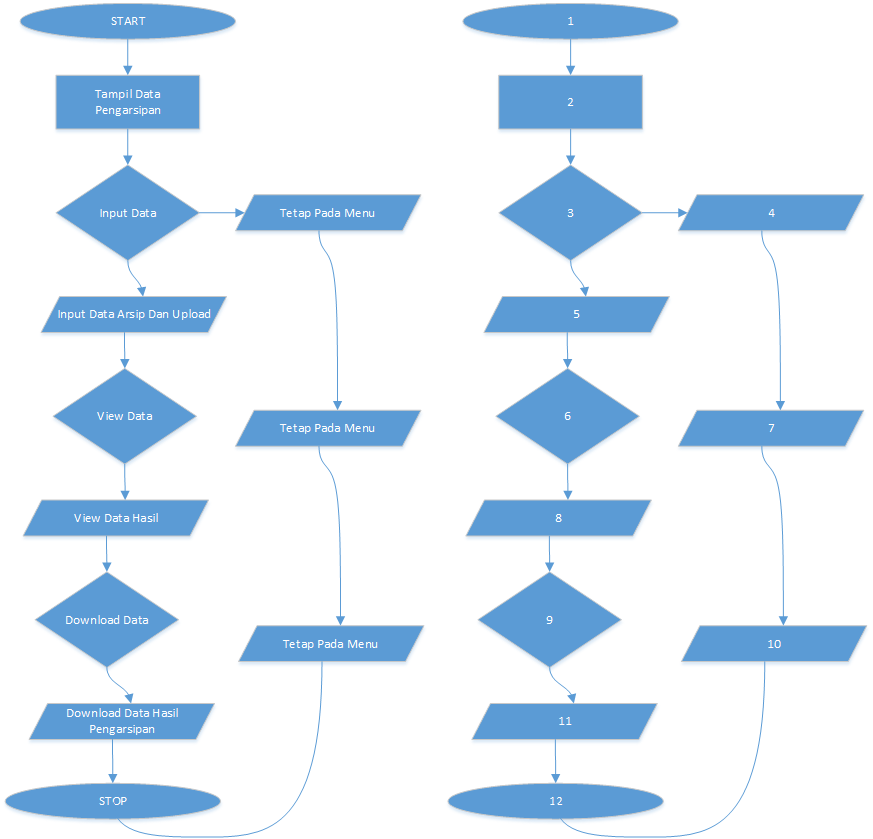 START
Tampil Data
Pengarsipan
Input Data
Tetap Pada Menu
Input Data Arsip Dan Upload
View Data
Tetap Pada Menu
View Data Hasil
Download Data
Tetap Pada Menu
Download Data Hasil
Pengarsipan
STOP
1
2
3
4
5
6
7
8
9
10
11
12